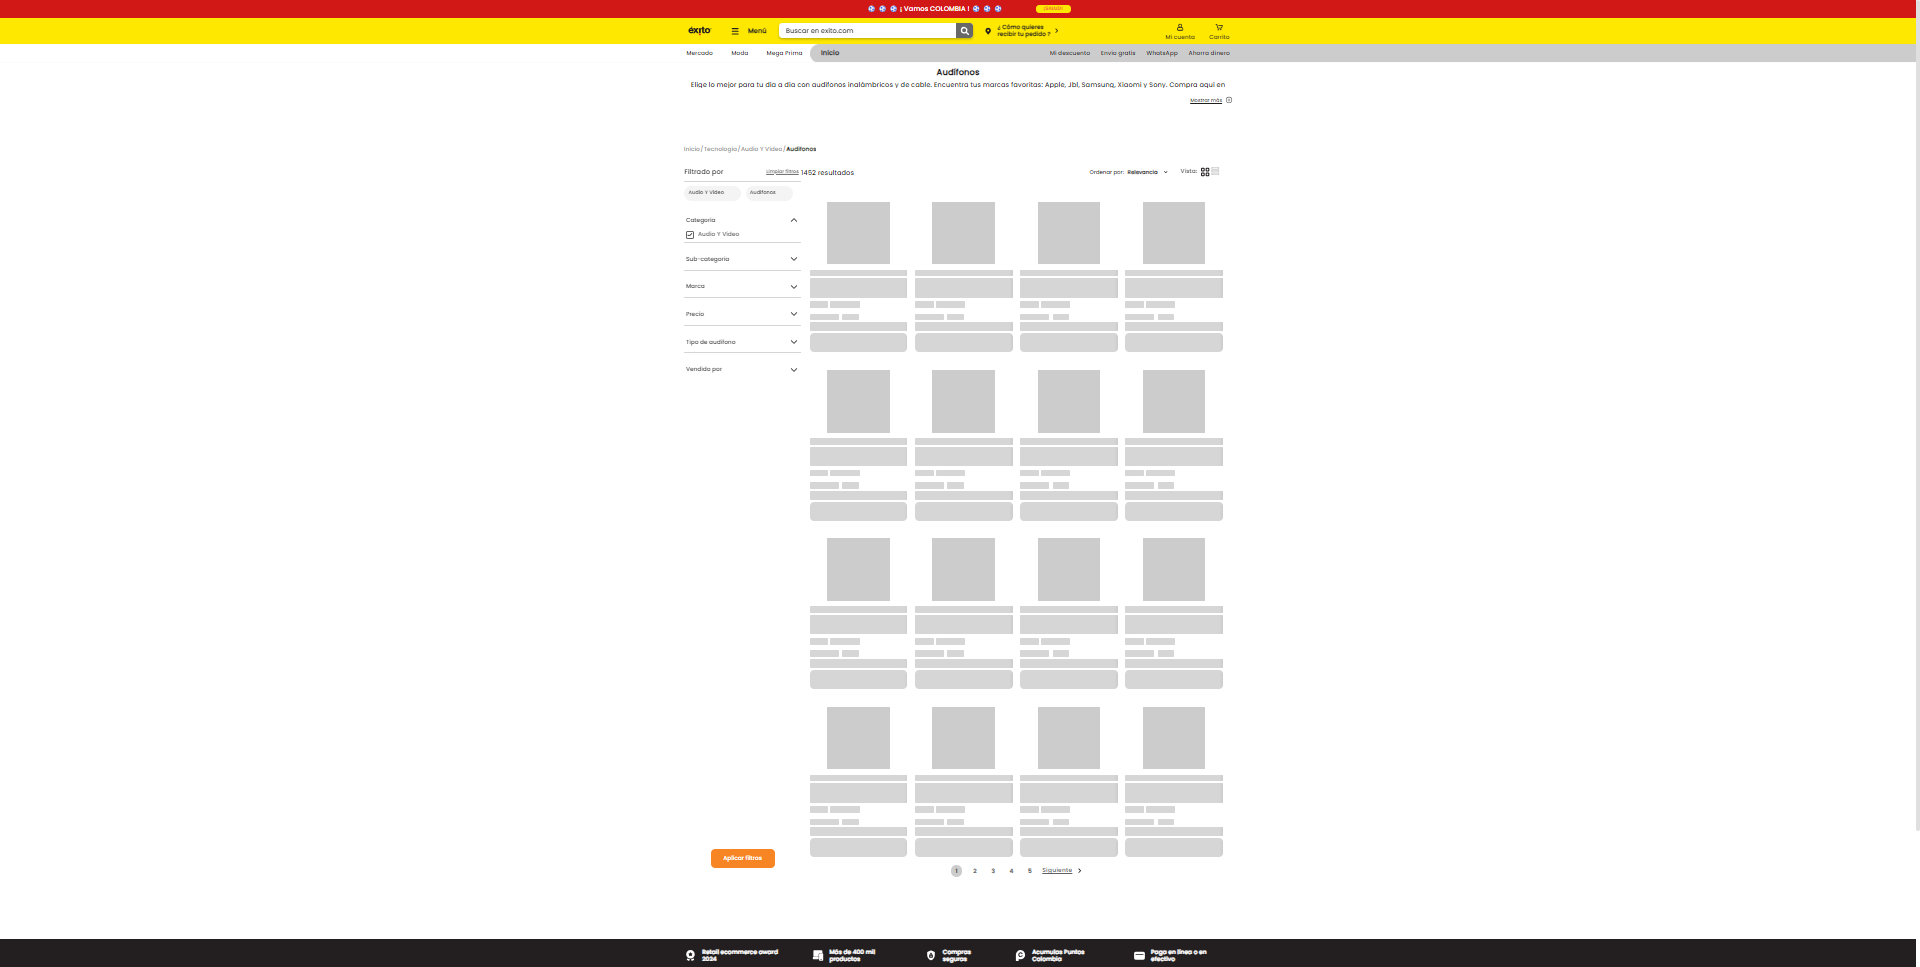 ¡ Vamos COLOMBIA !
éxito
Menú
Buscar en exito.com
¿ Cómo quieres
recibir tu pedido ?
Mi cuenta
Carrito
Mercado
Moda
Mega Prima
Inicio
Mi descuento
Envío gratis
WhatsApp
Ahorra dinero
Audífonos
Elige lo mejor para tu día a día con audífonos inalámbricos y de cable. Encuentra tus marcas favoritas: Apple, Jbl, Samsung, Xiaomi y Sony. Compra aquí en
Mostrar más
Inicio/Tecnología/Audio Y Video/Audífonos
Filtrado por
Limpiar filtros
1452 resultados
Ordenar por: Relevancia
Vista:
Audio Y Video
Audífonos
Categoría
Audio Y Video
Sub-categoría
Marca
Precio
Tipo de audífono
Vendido por
Aplicar filtros
1 2 3 4 5 Siguiente
Retail ecommerce award
2024
Más de 400 mil
productos
Compras
seguras
Acumulas Puntos
Colombia
Paga en línea o en
efectivo